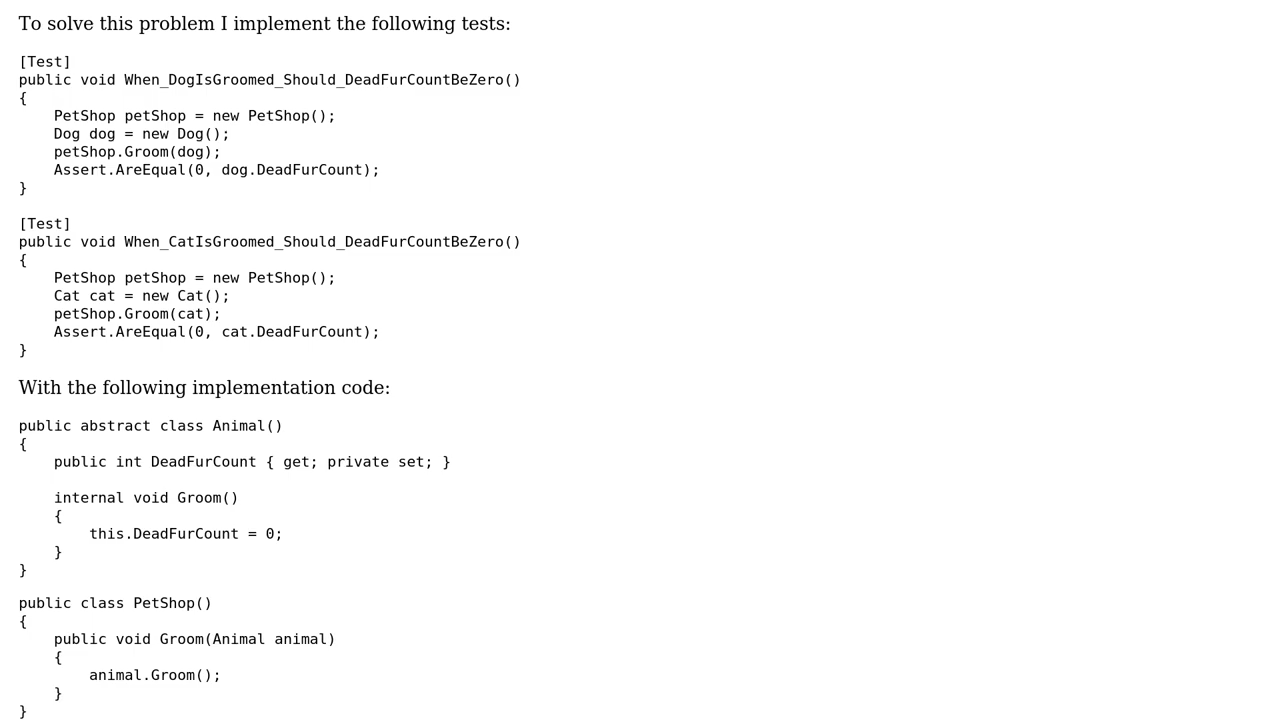 To solve this problem I implement the following tests:
[Test]
public void When_DogIsGroomed_Should_DeadFurCountBeZero()
{
    PetShop petShop = new PetShop();
    Dog dog = new Dog();
    petShop.Groom(dog);
    Assert.AreEqual(0, dog.DeadFurCount);
}
[Test]
public void When_CatIsGroomed_Should_DeadFurCountBeZero()
{
    PetShop petShop = new PetShop();
    Cat cat = new Cat();
    petShop.Groom(cat);
    Assert.AreEqual(0, cat.DeadFurCount);
}
With the following implementation code:
public abstract class Animal()
{
    public int DeadFurCount { get; private set; }
    internal void Groom()
    {
        this.DeadFurCount = 0;
    }
}
public class PetShop()
{
    public void Groom(Animal animal)
    {
        animal.Groom();
    }
}